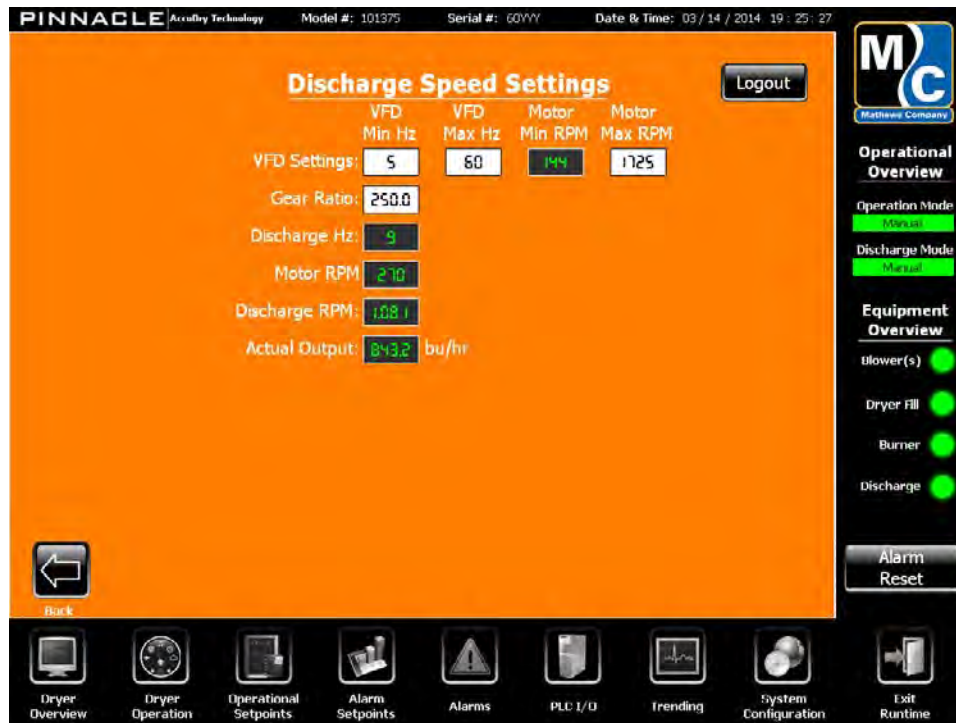 PINNACLE AccuDry Technology Model #: 101375 Serial #: 60VYY Date & Time: 03/14/2014 19:25:27
MC
Mathews Company
Discharge Speed Settings
Logout
VFD Min Hz VFD Max Hz Motor Min RPM Motor Max RPM
VFD Settings: 5 60 144 1725
Gear Ratio: 250.0
Discharge Hz: 9
Motor RPM 270
Discharge RPM: 1.081
Actual Output: 843.2 bu/hr
Operational
Overview
Operation Mode
Manual
Discharge Mode
Manual
Equipment
Overview
Blower(s)
Dryer Fill
Burner
Discharge
Alarm
Reset
Back
Dryer Overview
Dryer Operation
Operational Setpoints
Alarm Setpoints
Alarms
PLC I/O
Trending
System Configuration
Exit Runtime